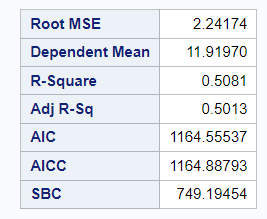 Root MSE 2.24174
Dependent Mean 11.91970
R-Square 0.5081
Adj R-Sq 0.5013
AIC 1164.55537
AICC 1164.88793
SBC 749.19454